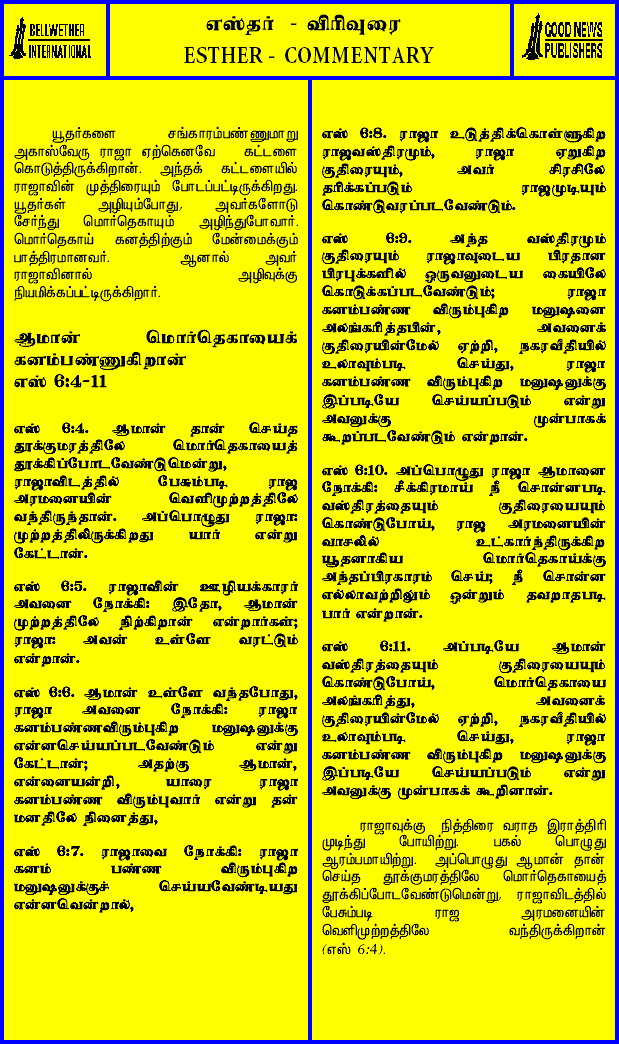 BELLWETHER
INTERNATIONAL
எஸ்தர் - விரிவுரை
ESTHER - COMMENTARY
GOOD NEWS
PUBLISHERS
யூதர்களை சங்காரம்பண்ணுமாறு
அகாஸ்வேரு ராஜா ஏற்கெனவே கட்டளை
கொடுத்திருக்கிறான். அந்தக் கட்டளையில்
ராஜாவின் முத்திரையும் போடப்பட்டிருக்கிறது.
யூதர்கள் அழியும்போது, அவர்களோடு
சேர்ந்து மொர்தெகாயும் அழிந்துபோவார்.
மொர்தெகாய் கனத்திற்கும் மேன்மைக்கும்
பாத்திரமானவர். ஆனால் அவர்
ராஜாவினால் அழிவுக்கு
நியமிக்கப்பட்டிருக்கிறார்.
ஆமான் மொர்தெகாயைக்
கனம்பண்ணுகிறான்
எஸ் 6:4-11
எஸ் 6:4. ஆமான் தான் செய்த
தூக்குமரத்திலே மொர்தெகாயைத்
தூக்கிப்போடவேண்டுமென்று,
ராஜாவிடத்தில் பேசும்படி ராஜ
அரமனையின் வெளிமுற்றத்திலே
வந்திருந்தான். அப்பொழுது ராஜா:
முற்றத்திலிருக்கிறது யார் என்று
கேட்டான்.
எஸ் 6:5. ராஜாவின் ஊழியக்காரர்
அவனை நோக்கி: இதோ, ஆமான்
முற்றத்திலே நிற்கிறான் என்றார்கள்;
ராஜா: அவன் உள்ளே வரட்டும்
என்றான்.
எஸ் 6:6. ஆமான் உள்ளே வந்தபோது,
ராஜா அவனை நோக்கி: ராஜா
கனம்பண்ணவிரும்புகிற மனுஷனுக்கு
என்னசெய்யப்படவேண்டும் என்று
கேட்டான்; அதற்கு ஆமான்,
என்னையன்றி, யாரை ராஜா
கனம்பண்ண விரும்புவார் என்று தன்
மனதிலே நினைத்து,
எஸ் 6:7. ராஜாவை நோக்கி: ராஜா
கனம் பண்ண விரும்புகிற
மனுஷனுக்குச் செய்யவேண்டியது
என்னவென்றால்,
எஸ் 6:8. ராஜா உடுத்திக்கொள்ளுகிற
ராஜவஸ்திரமும், ராஜா ஏறுகிற
குதிரையும், அவர் சிரசிலே
தரிக்கப்படும் ராஜமுடியும்
கொண்டுவரப்படவேண்டும்.
எஸ் 6:9. அந்த வஸ்திரமும்
குதிரையும் ராஜாவுடைய பிரதான
பிரபுக்களில் ஒருவனுடைய கையிலே
கொடுக்கப்படவேண்டும்; ராஜா
கனம்பண்ண விரும்புகிற மனுஷனை
அலங்கரித்தபின், அவனைக்
குதிரையின்மேல் ஏற்றி, நகரவீதியில்
உலாவும்படி செய்து, ராஜா
கனம்பண்ண விரும்புகிற மனுஷனுக்கு
இப்படியே செய்யப்படும் என்று
அவனுக்கு முன்பாகக்
கூறப்படவேண்டும் என்றான்.
எஸ் 6:10. அப்பொழுது ராஜா ஆமானை
நோக்கி: சீக்கிரமாய் நீ சொன்னபடி
வஸ்திரத்தையும் குதிரையையும்
கொண்டுபோய், ராஜ அரமனையின்
வாசலில் உட்கார்ந்திருக்கிற
யூதனாகிய மொர்தெகாய்க்கு
அந்தப்பிரகாரம் செய்; நீ சொன்ன
எல்லாவற்றிலும் ஒன்றும் தவறாதபடி
பார் என்றான்.
எஸ் 6:11. அப்படியே ஆமான்
வஸ்திரத்தையும் குதிரையையும்
கொண்டுபோய், மொர்தெகாயை
அலங்கரித்து, அவனைக்
குதிரையின்மேல் ஏற்றி, நகரவீதியில்
உலாவும்படி செய்து, ராஜா
கனம்பண்ண விரும்புகிற மனுஷனுக்கு
இப்படியே செய்யப்படும் என்று
அவனுக்கு முன்பாகக் கூறினான்.
ராஜாவுக்கு நித்திரை வராத இராத்திரி
முடிந்து போயிற்று. பகல் பொழுது
ஆரம்பமாயிற்று. அப்பொழுது ஆமான் தான்
செய்த தூக்குமரத்திலே மொர்தெகாயைத்
தூக்கிப்போடவேண்டுமென்று, ராஜாவிடத்தில்
பேசும்படி ராஜ அரமனையின்
வெளிமுற்றத்திலே வந்திருக்கிறான்
(எஸ் 6:4).